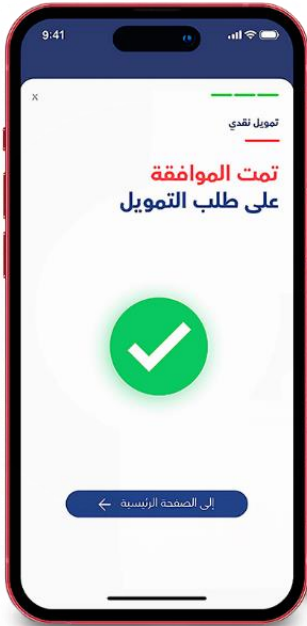 9:41
x
تمويل نقدي
تمت الموافقة
على طلب التمويل
إلى الصفحة الرئيسية